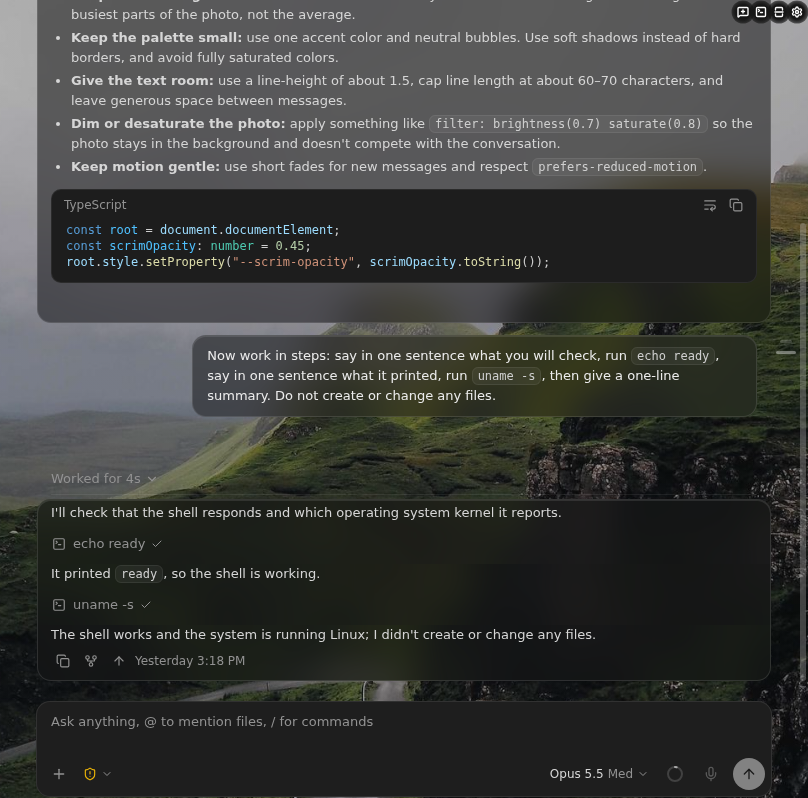 busiest parts of the photo, not the average.
• Keep the palette small: use one accent color and neutral bubbles. Use soft shadows instead of hard
borders, and avoid fully saturated colors.
• Give the text room: use a line-height of about 1.5, cap line length at about 60–70 characters, and
leave generous space between messages.
• Dim or desaturate the photo: apply something like filter: brightness(0.7) saturate(0.8) so the
photo stays in the background and doesn't compete with the conversation.
• Keep motion gentle: use short fades for new messages and respect prefers-reduced-motion.
TypeScript
const root = document.documentElement;
const scrimOpacity: number = 0.45;
root.style.setProperty("--scrim-opacity", scrimOpacity.toString());
Now work in steps: say in one sentence what you will check, run echo ready,
say in one sentence what it printed, run uname -s, then give a one-line
summary. Do not create or change any files.
Worked for 4s
I'll check that the shell responds and which operating system kernel it reports.
echo ready
It printed ready, so the shell is working.
uname -s
The shell works and the system is running Linux; I didn't create or change any files.
Yesterday 3:18 PM
Ask anything, @ to mention files, / for commands
Opus 5.5 Med